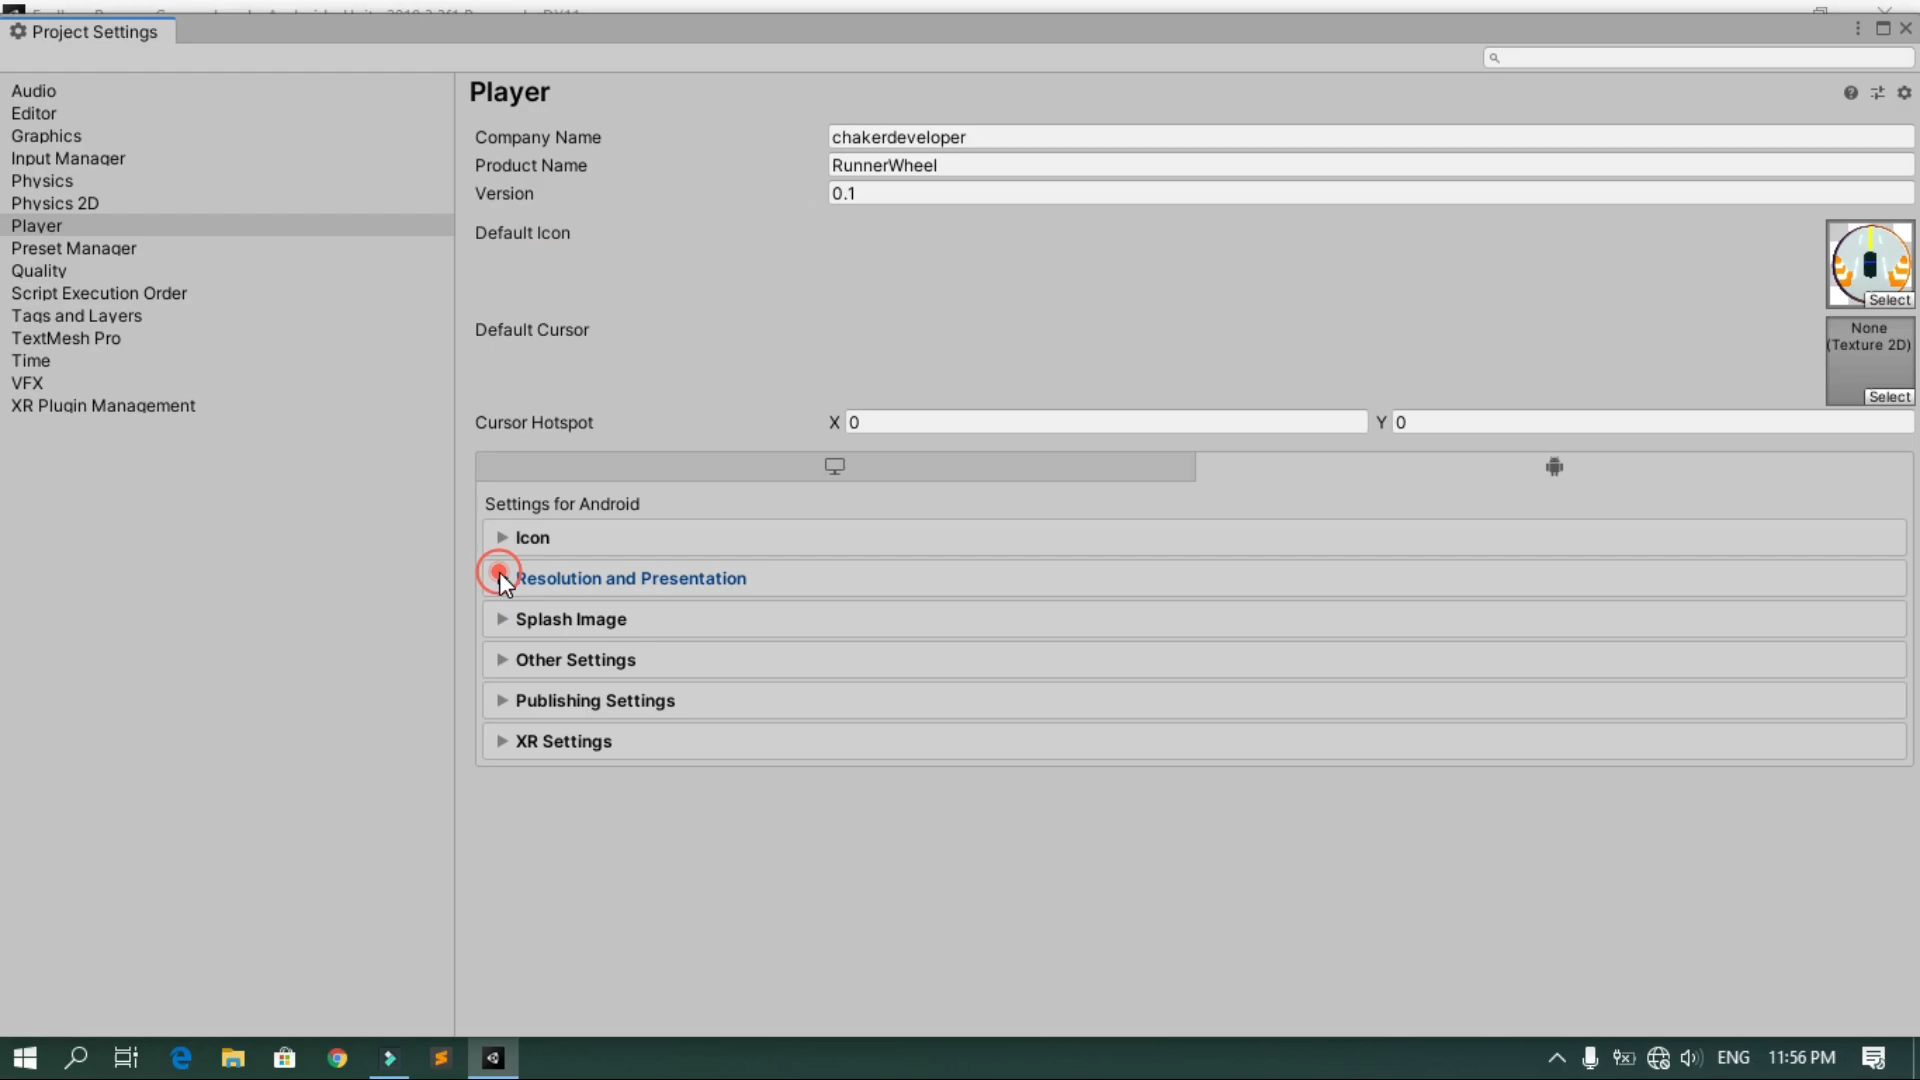 Project Settings
Audio
Editor
Graphics
Input Manager
Physics
Physics 2D
Player
Preset Manager
Quality
Script Execution Order
Tags and Layers
TextMesh Pro
Time
VFX
XR Plugin Management
Player
Company Name chakerdeveloper
Product Name RunnerWheel
Version 0.1
Default Icon
Select
Default Cursor
None
(Texture 2D)
Select
Cursor Hotspot X 0 Y 0
Settings for Android
Icon
Resolution and Presentation
Splash Image
Other Settings
Publishing Settings
XR Settings
ENG 11:56 PM